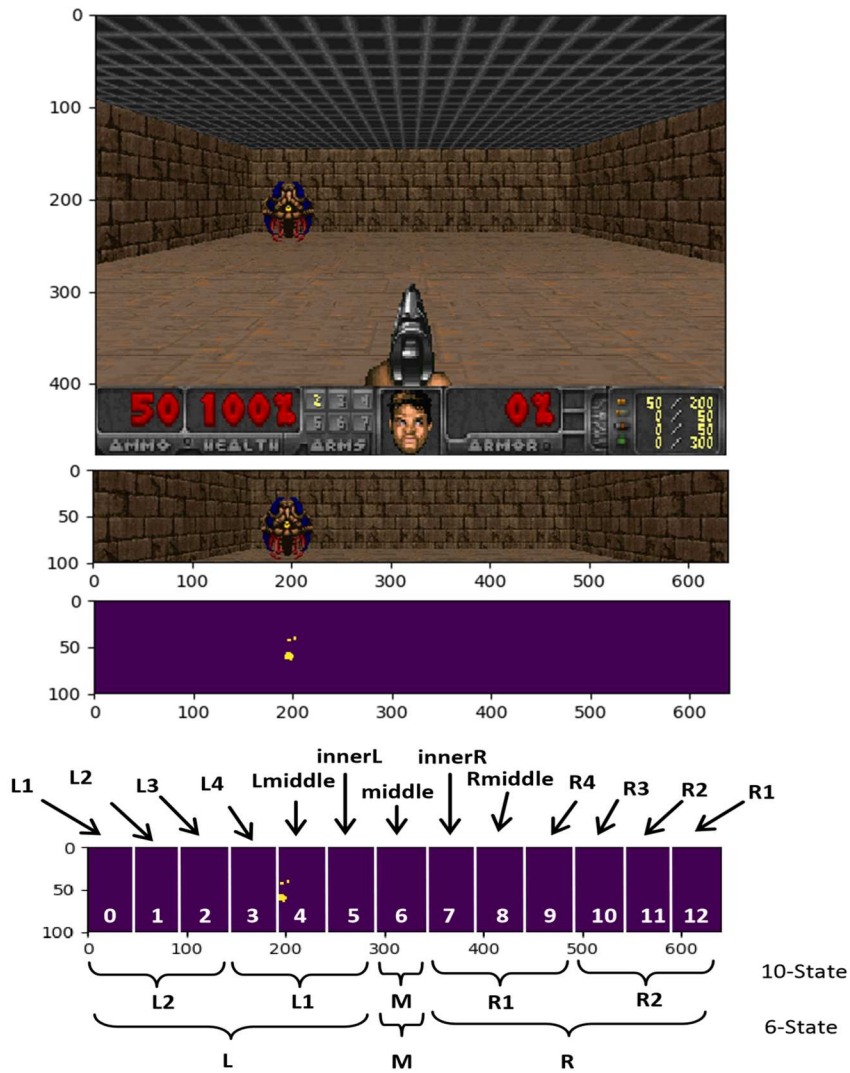 0
100
200
300
400
50 100% 2 3 4 0% 50 / 200
5 6 7 0 / 50
0 / 300
AMMO HEALTH ARMS ARMOR
0
50
100
0 100 200 300 400 500 600
0
50
100
0 100 200 300 400 500 600
innerL innerR
L1 L2 L3 L4 Lmiddle middle Rmiddle R4 R3 R2 R1
0
50
100
0 1 2 3 4 5 6 7 8 9 10 11 12
0 100 200 300 400 500 600
10-State
L2 L1 M R1 R2
6-State
L M R